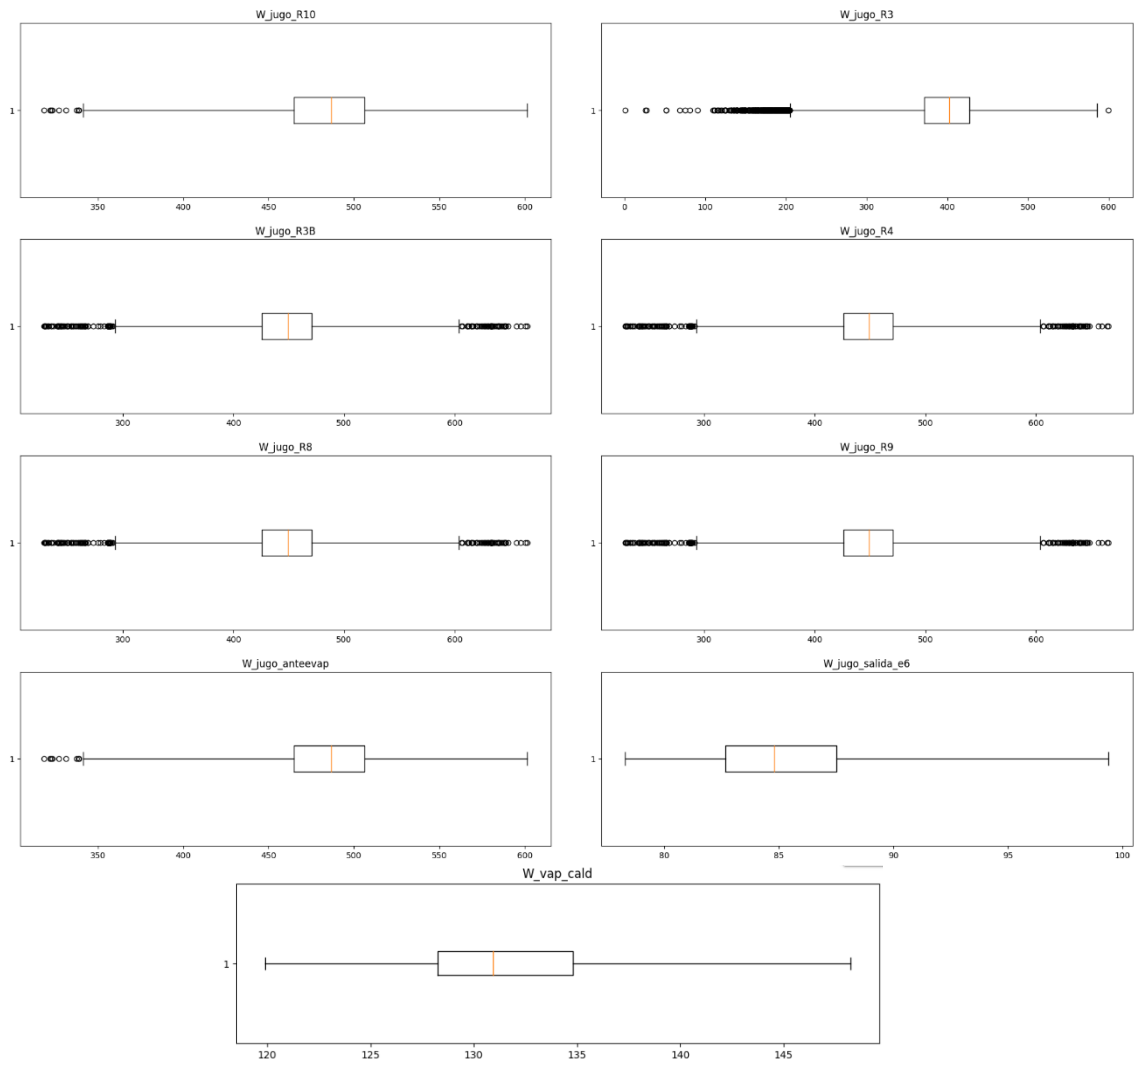 W_jugo_R10
1
350 400 450 500 550 600
W_jugo_R3
1
0 100 200 300 400 500 600
W_jugo_R3B
1
300 400 500 600
W_jugo_R4
1
300 400 500 600
W_jugo_R8
1
300 400 500 600
W_jugo_R9
1
300 400 500 600
W_jugo_anteevap
1
350 400 450 500 550 600
W_jugo_salida_e6
1
80 85 90 95 100
W_vap_cald
1
120 125 130 135 140 145